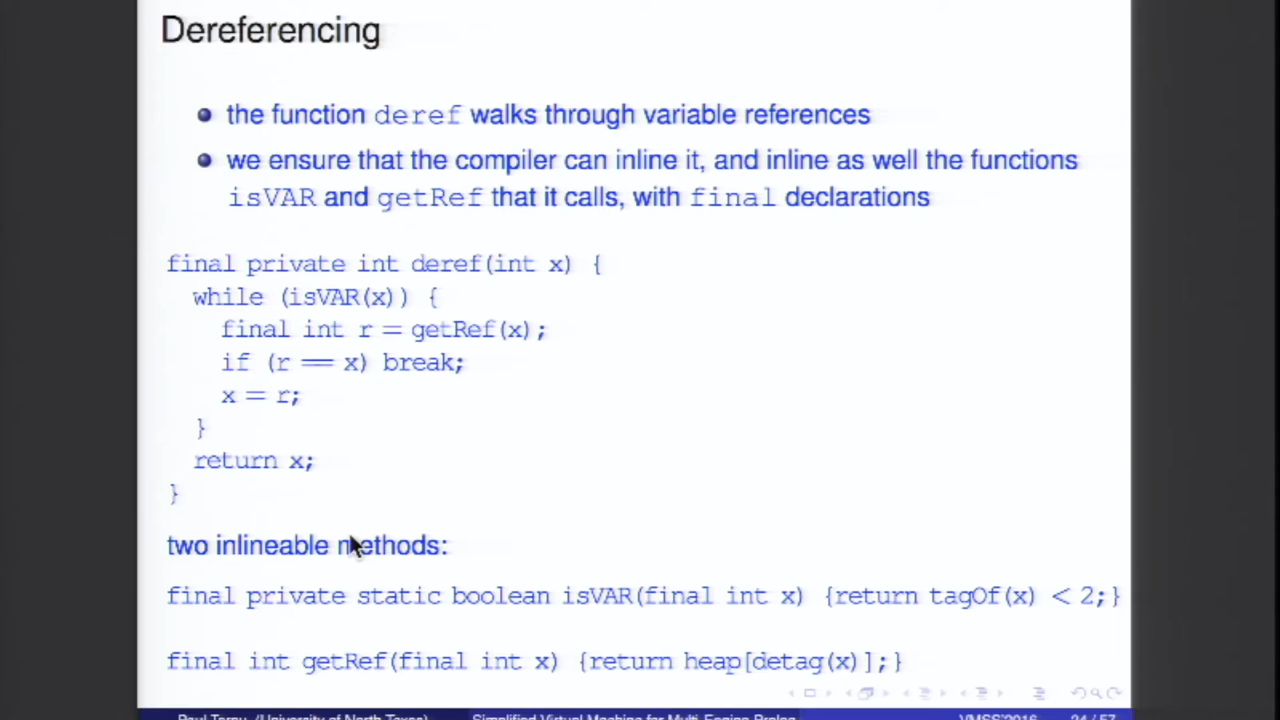 Dereferencing
the function deref walks through variable references
we ensure that the compiler can inline it, and inline as well the functions
isVAR and getRef that it calls, with final declarations
final private int deref(int x) {
while (isVAR(x)) {
final int r = getRef(x);
if (r == x) break;
x = r;
}
return x;
}
two inlineable methods:
final private static boolean isVAR(final int x) {return tagOf(x) < 2;}
final int getRef(final int x) {return heap[detag(x)];}
(University of North Texas) Simplified Virtual Machine for Multi-Engine Prolog VMSS'2016 24 / 57